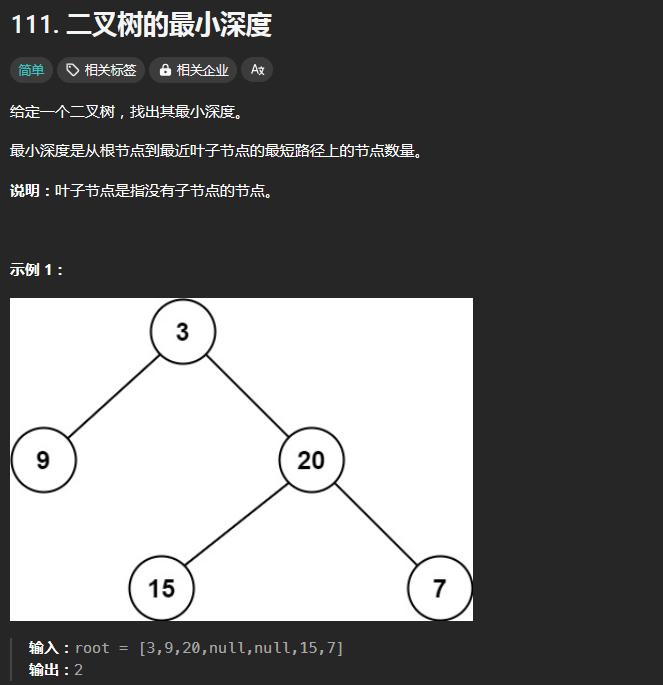 111. 二叉树的最小深度
简单 相关标签 相关企业 Aぇ
给定一个二叉树，找出其最小深度。
最小深度是从根节点到最近叶子节点的最短路径上的节点数量。
说明：叶子节点是指没有子节点的节点。
示例 1：
3
9 20
15 7
输入：root = [3,9,20,null,null,15,7]
输出：2